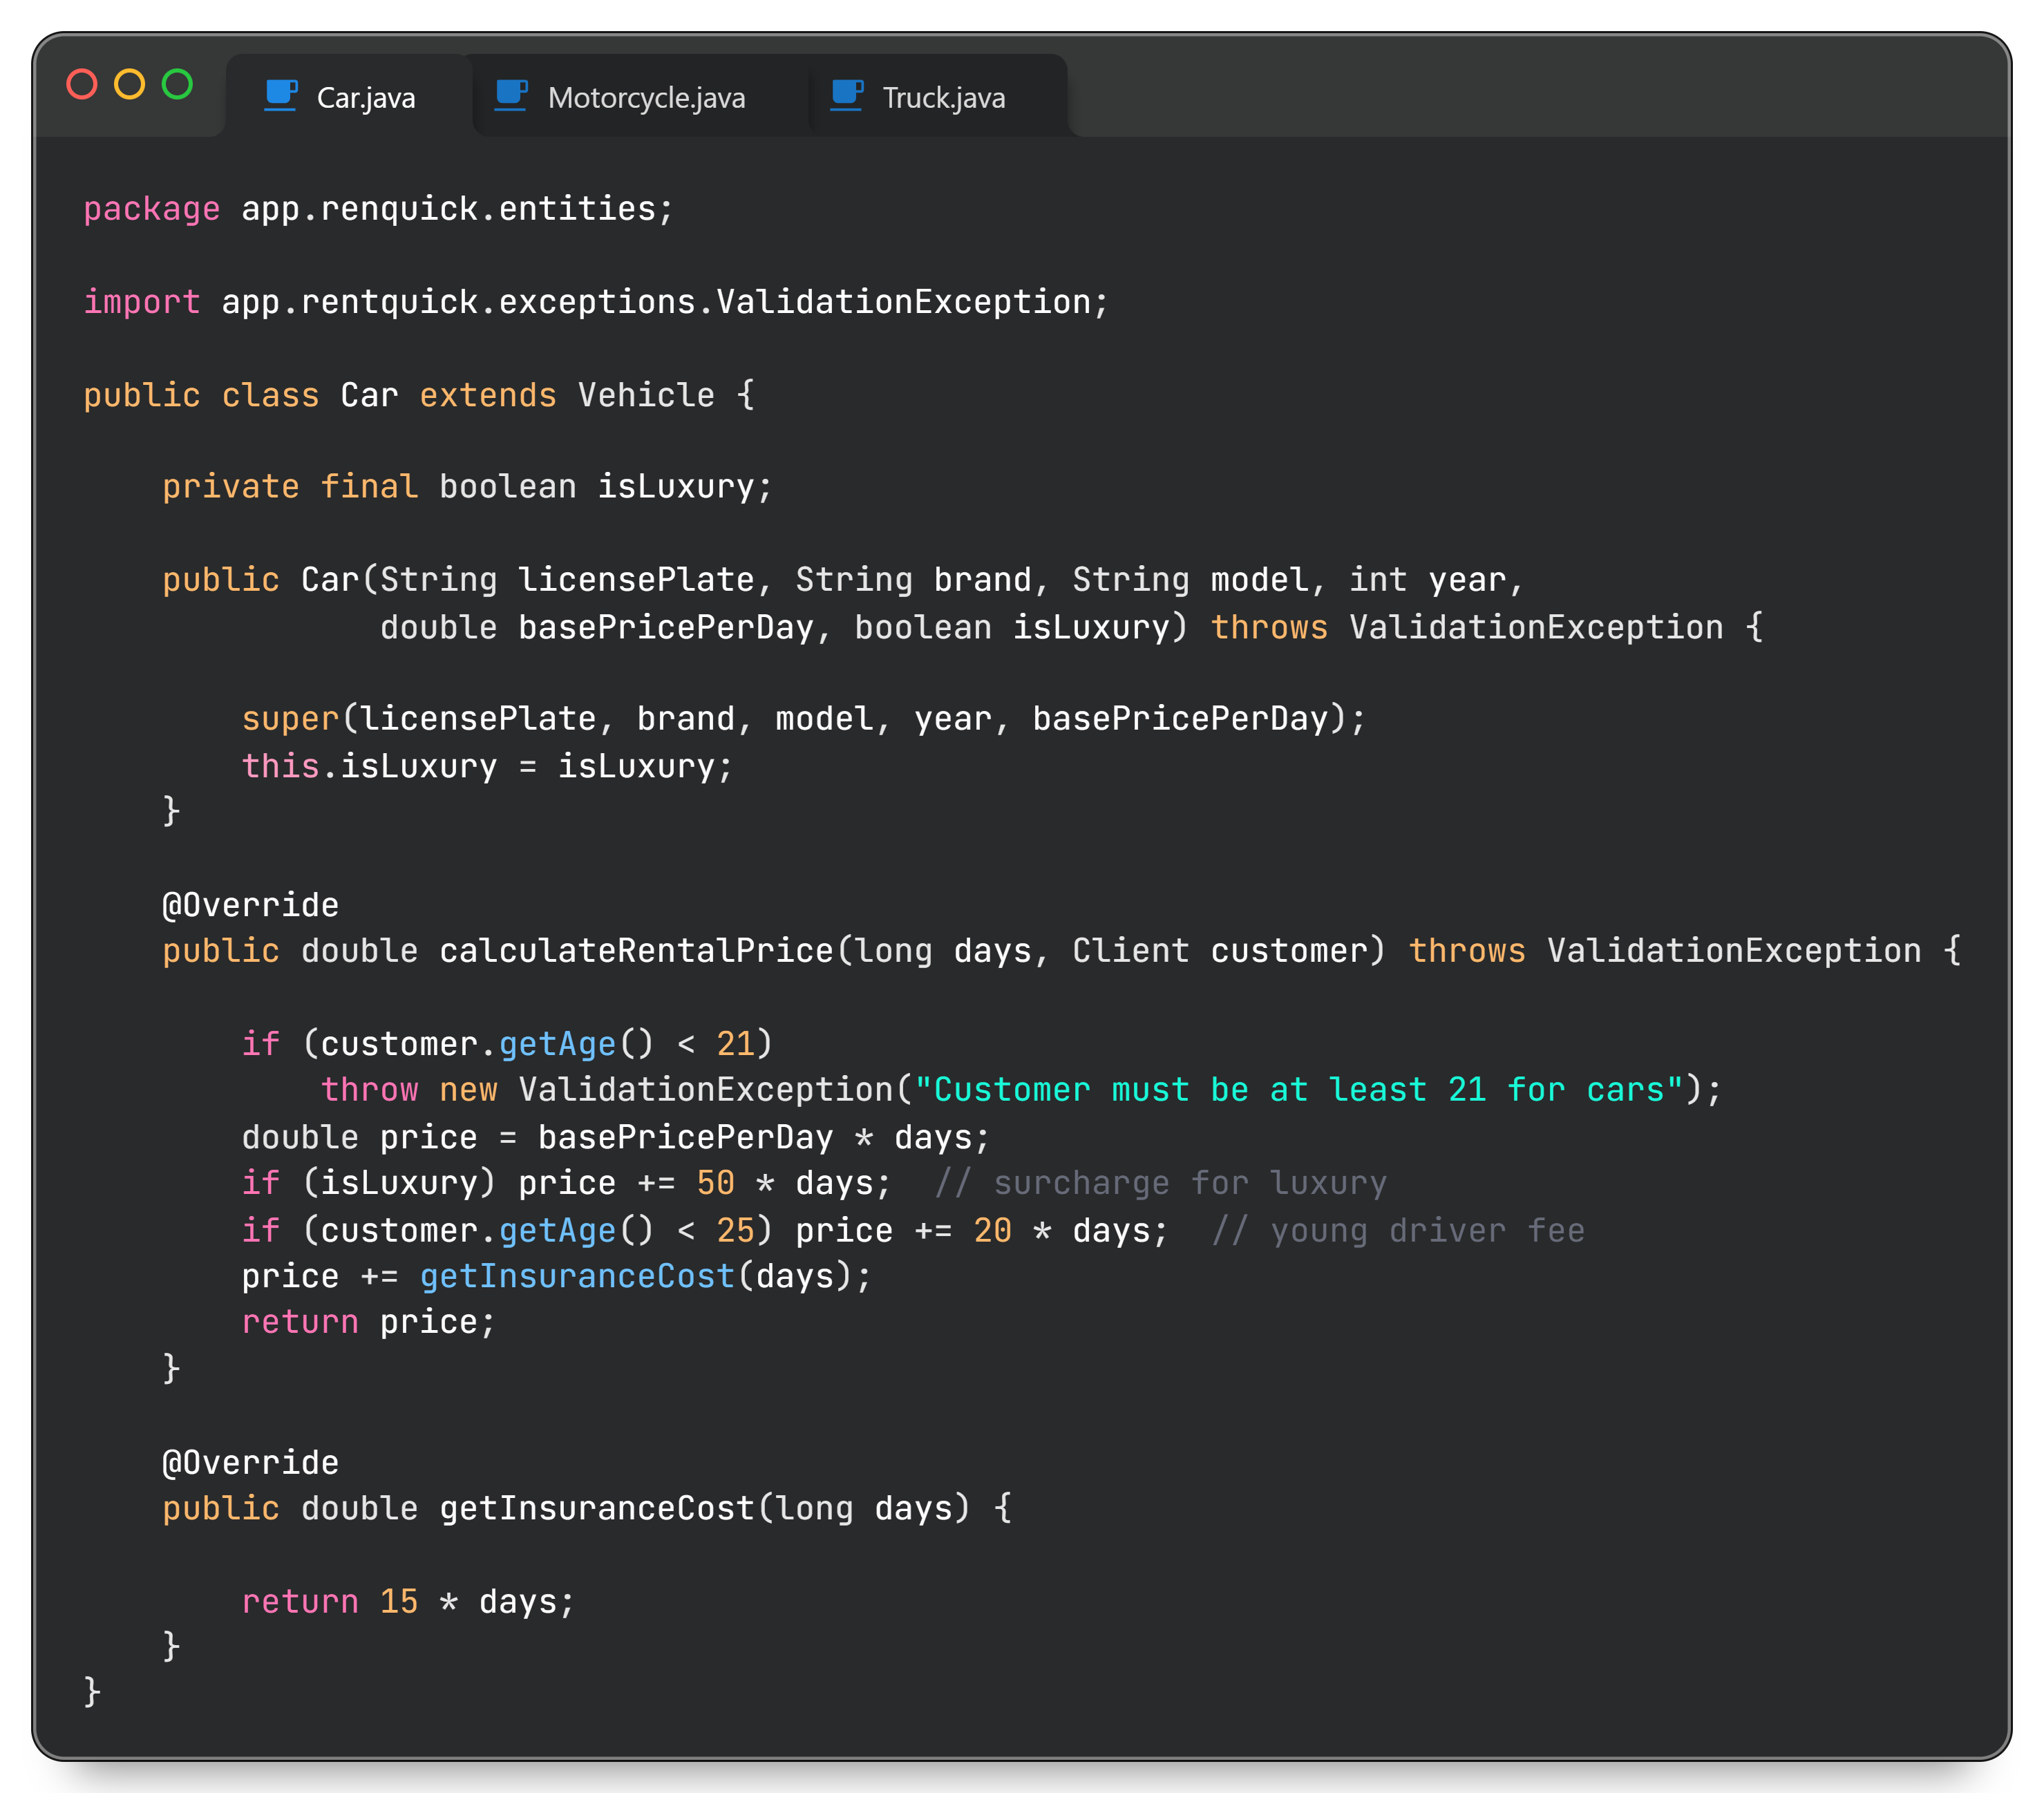 Car.java Motorcycle.java Truck.java
package app.renquick.entities;
import app.rentquick.exceptions.ValidationException;
public class Car extends Vehicle {
    private final boolean isLuxury;
    public Car(String licensePlate, String brand, String model, int year,
               double basePricePerDay, boolean isLuxury) throws ValidationException {
        super(licensePlate, brand, model, year, basePricePerDay);
        this.isLuxury = isLuxury;
    }
    @Override
    public double calculateRentalPrice(long days, Client customer) throws ValidationException {
        if (customer.getAge() < 21)
            throw new ValidationException("Customer must be at least 21 for cars");
        double price = basePricePerDay * days;
        if (isLuxury) price += 50 * days;  // surcharge for luxury
        if (customer.getAge() < 25) price += 20 * days;  // young driver fee
        price += getInsuranceCost(days);
        return price;
    }
    @Override
    public double getInsuranceCost(long days) {
        return 15 * days;
    }
}